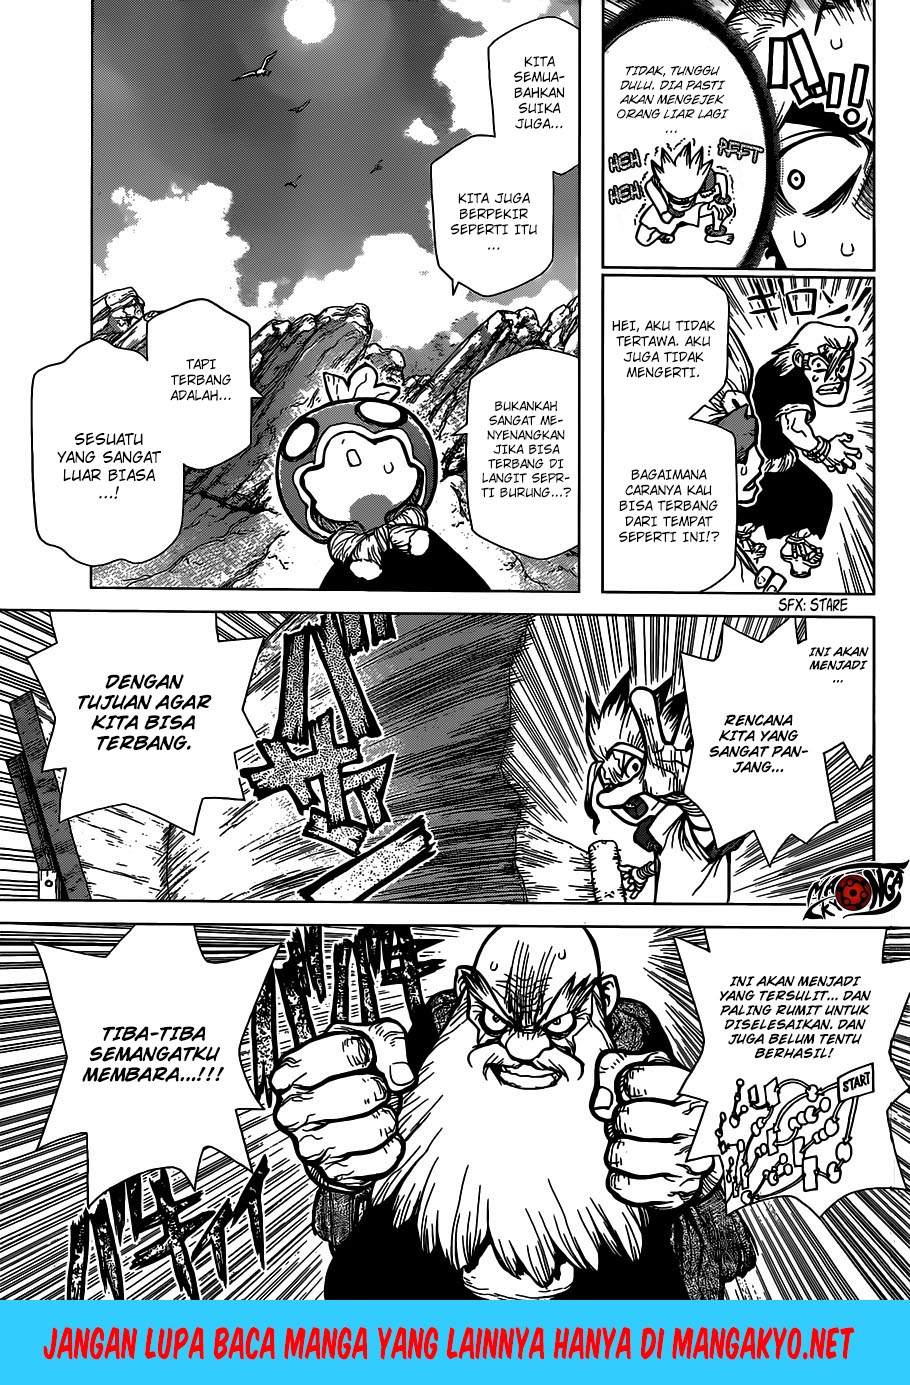 TIDAK, TUNGGU
DULU. DIA PASTI
AKAN MENGEJEK
ORANG LIAR LAGI
...
HEH
HEH
PFFT
HEI, AKU TIDAK
TERTAWA. AKU
JUGA TIDAK
MENGERTI.
BAGAIMANA
CARANYA KAU
BISA TERBANG
DARI TEMPAT
SEPERTI INI!?
SFX: STARE
KITA
SEMUA-
BAHKAN
SUIKA
JUGA...
KITA JUGA
BERPEKIR
SEPERTI ITU
...
BUKANKAH
SANGAT ME-
NYENANGKAN
JIKA BISA
TERBANG DI
LANGIT SEPR-
TI BURUNG...?
TAPI
TERBANG
ADALAH...
SESUATU
YANG SANGAT
LUAR BIASA
...!
INI AKAN
MENJADI
...
RENCANA
KITA YANG
SANGAT PAN-
JANG...
DENGAN
TUJUAN AGAR
KITA BISA
TERBANG.
INI AKAN MENJADI
YANG TERSULIT... DAN
PALING RUMIT UNTUK
DISELESAIKAN. DAN
JUGA BELUM TENTU
BERHASIL!
START
TIBA-TIBA
SEMANGATKU
MEMBARA...!!!
JANGAN LUPA BACA MANGA YANG LAINNYA HANYA DI MANGAKYO.NET